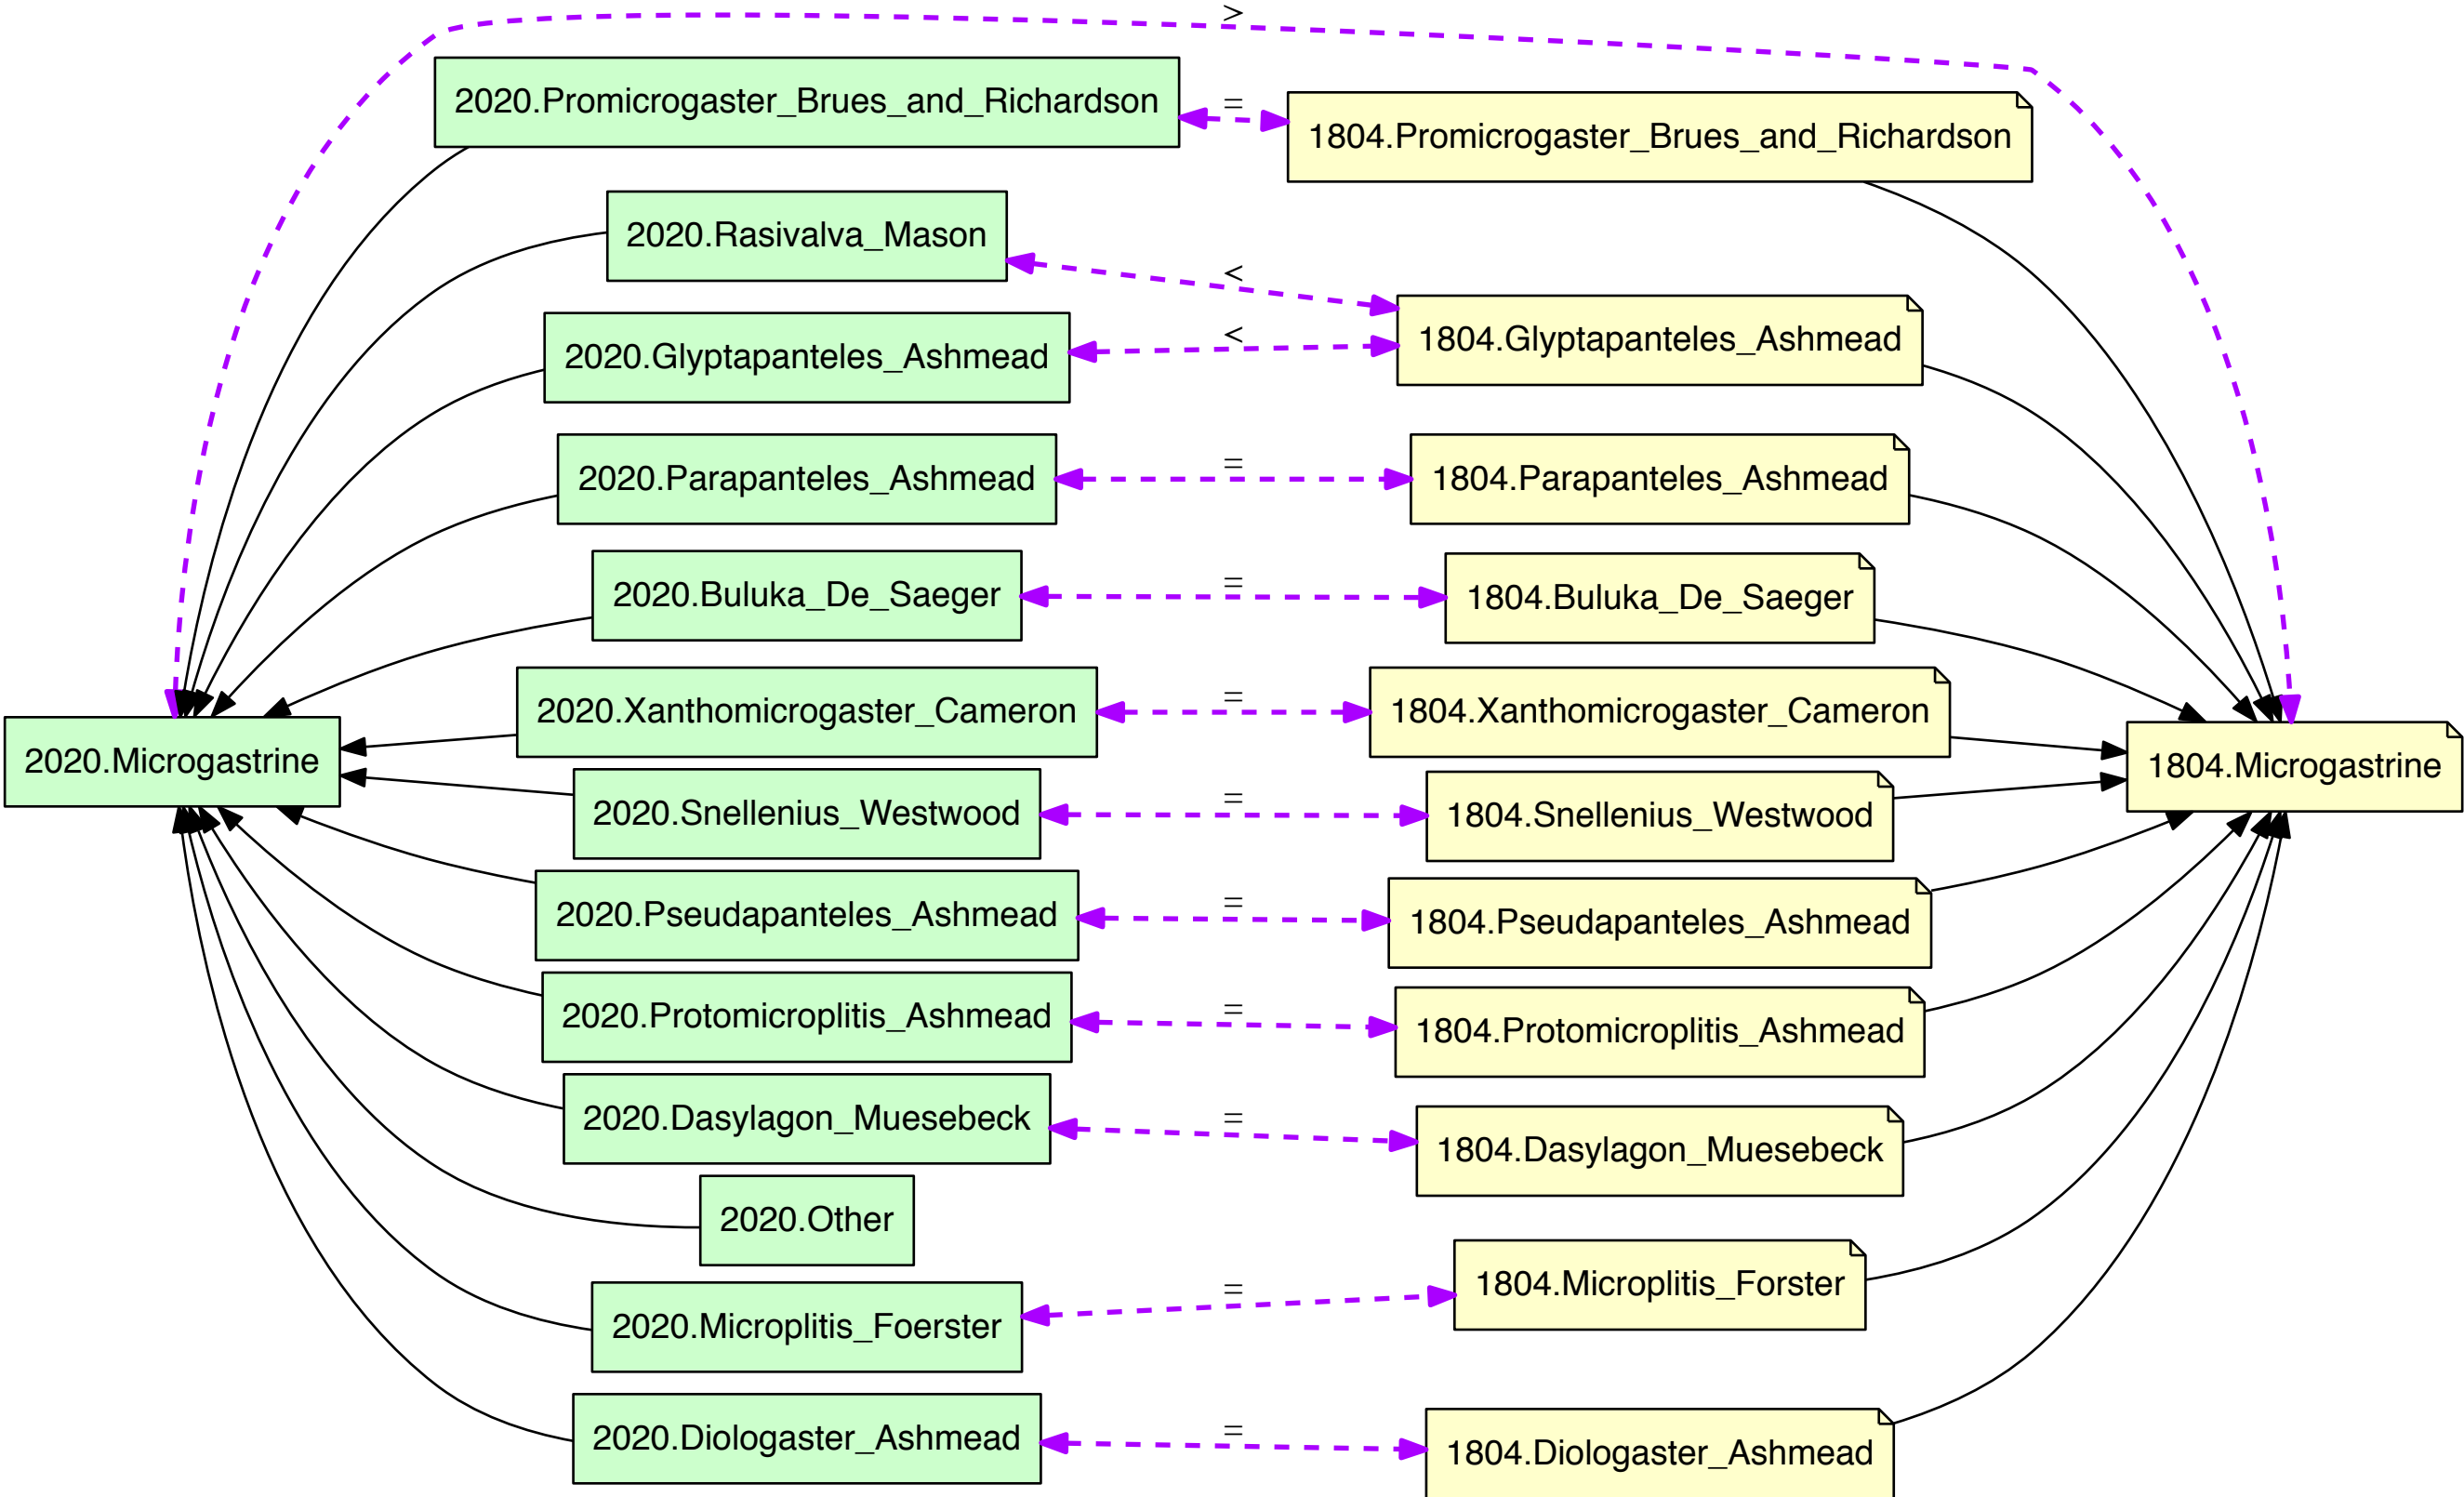 >
2020.Promicrogaster_Brues_and_Richardson
=
1804.Promicrogaster_Brues_and_Richardson
2020.Rasivalva_Mason
<
2020.Glyptapanteles_Ashmead
<
1804.Glyptapanteles_Ashmead
2020.Parapanteles_Ashmead
=
1804.Parapanteles_Ashmead
2020.Buluka_De_Saeger
=
1804.Buluka_De_Saeger
2020.Xanthomicrogaster_Cameron
=
1804.Xanthomicrogaster_Cameron
2020.Microgastrine
1804.Microgastrine
2020.Snellenius_Westwood
=
1804.Snellenius_Westwood
2020.Pseudapanteles_Ashmead
=
1804.Pseudapanteles_Ashmead
2020.Protomicroplitis_Ashmead
=
1804.Protomicroplitis_Ashmead
2020.Dasylagon_Muesebeck
=
1804.Dasylagon_Muesebeck
2020.Other
2020.Microplitis_Foerster
=
1804.Microplitis_Forster
2020.Diologaster_Ashmead
=
1804.Diologaster_Ashmead